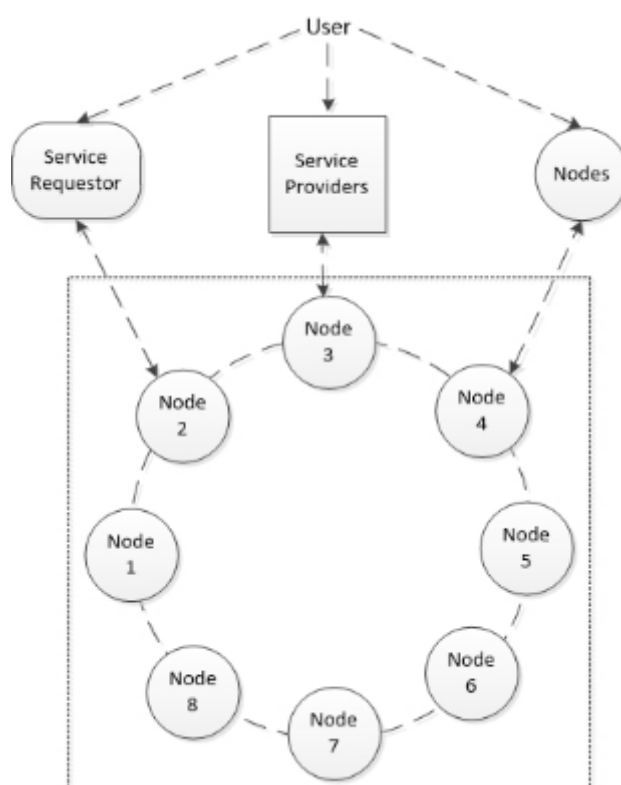 User
Service
Requestor
Service
Providers
Nodes
Node
3
Node
2
Node
4
Node
1
Node
5
Node
8
Node
6
Node
7